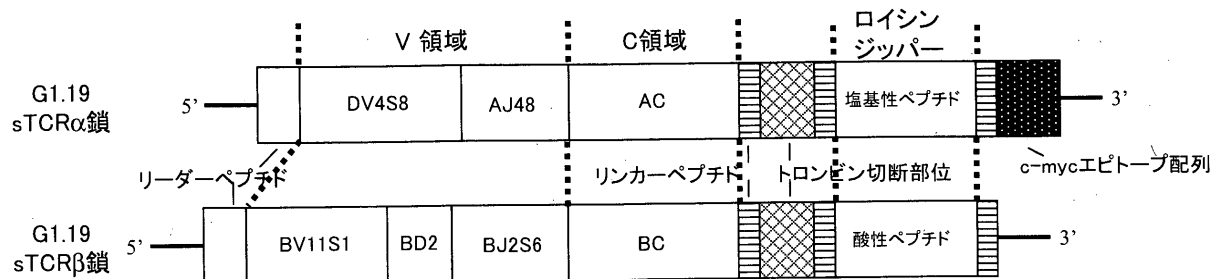 V 領域
C領域
ロイシン
ジッパー
G1.19
sTCRα鎖
5’
DV4S8
AJ48
AC
塩基性ペプチド
3’
リーダーペプチド
リンカーペプチド
トロンビン切断部位
c-mycエピトープ配列
G1.19
sTCRβ鎖
5’
BV11S1
BD2
BJ2S6
BC
酸性ペプチド
3’